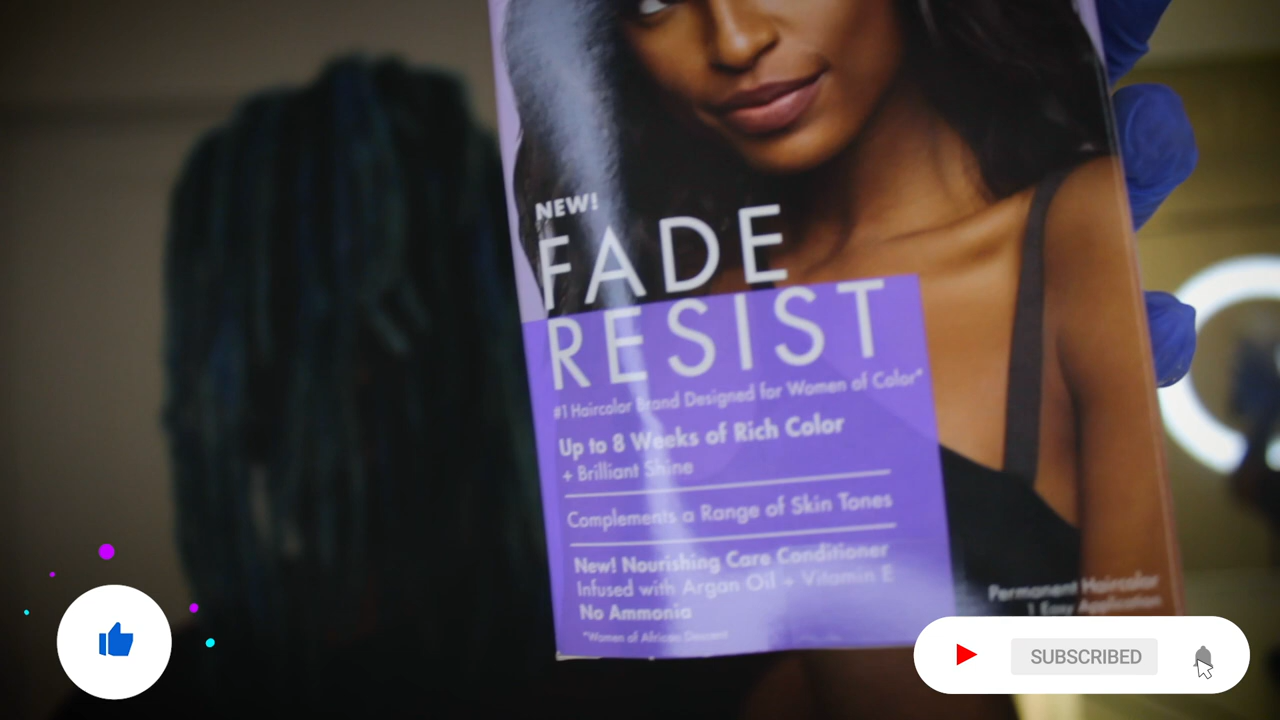 NEW!
FADE
RESIST
#1 Haircolor Brand Designed for Women of Color*
Up to 8 Weeks of Rich Color
+ Brilliant Shine
Complements a Range of Skin Tones
New! Nourishing Care Conditioner
Infused with Argan Oil + Vitamin E
No Ammonia
*Women of African Descent
Permanent Haircolor
1 Easy Application
SUBSCRIBED